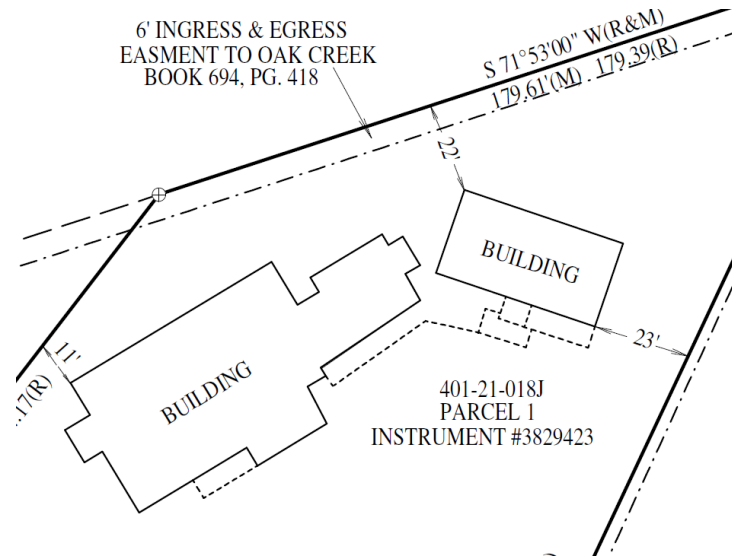 6' INGRESS & EGRESS
EASMENT TO OAK CREEK
BOOK 694, PG. 418
S 71°53'00" W(R&M)
179.61'(M) 179.39(R)
22'
BUILDING
23'
11'
.17(R)
BUILDING
401-21-018J
PARCEL 1
INSTRUMENT #3829423